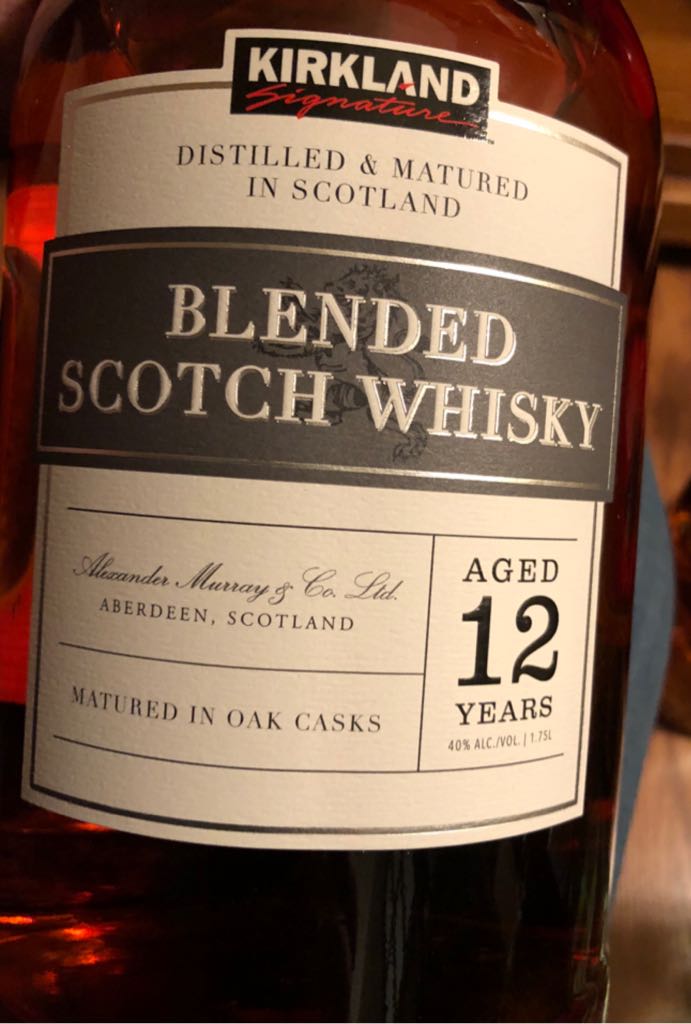 KIRKLAND
Signature
DISTILLED & MATURED
IN SCOTLAND
BLENDED
SCOTCH WHISKY
Alexander Murray & Co. Ltd.
ABERDEEN, SCOTLAND
MATURED IN OAK CASKS
AGED
12
YEARS
40% ALC./VOL. | 1.75L